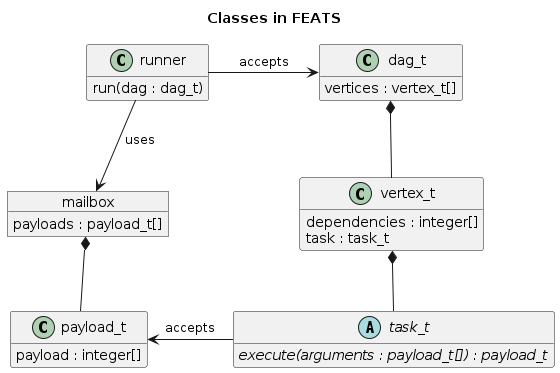 Classes in FEATS
C runner
run(dag : dag_t)
accepts
C dag_t
vertices : vertex_t[]
uses
mailbox
payloads : payload_t[]
C vertex_t
dependencies : integer[]
task : task_t
C payload_t
payload : integer[]
accepts
A task_t
execute(arguments : payload_t[]) : payload_t